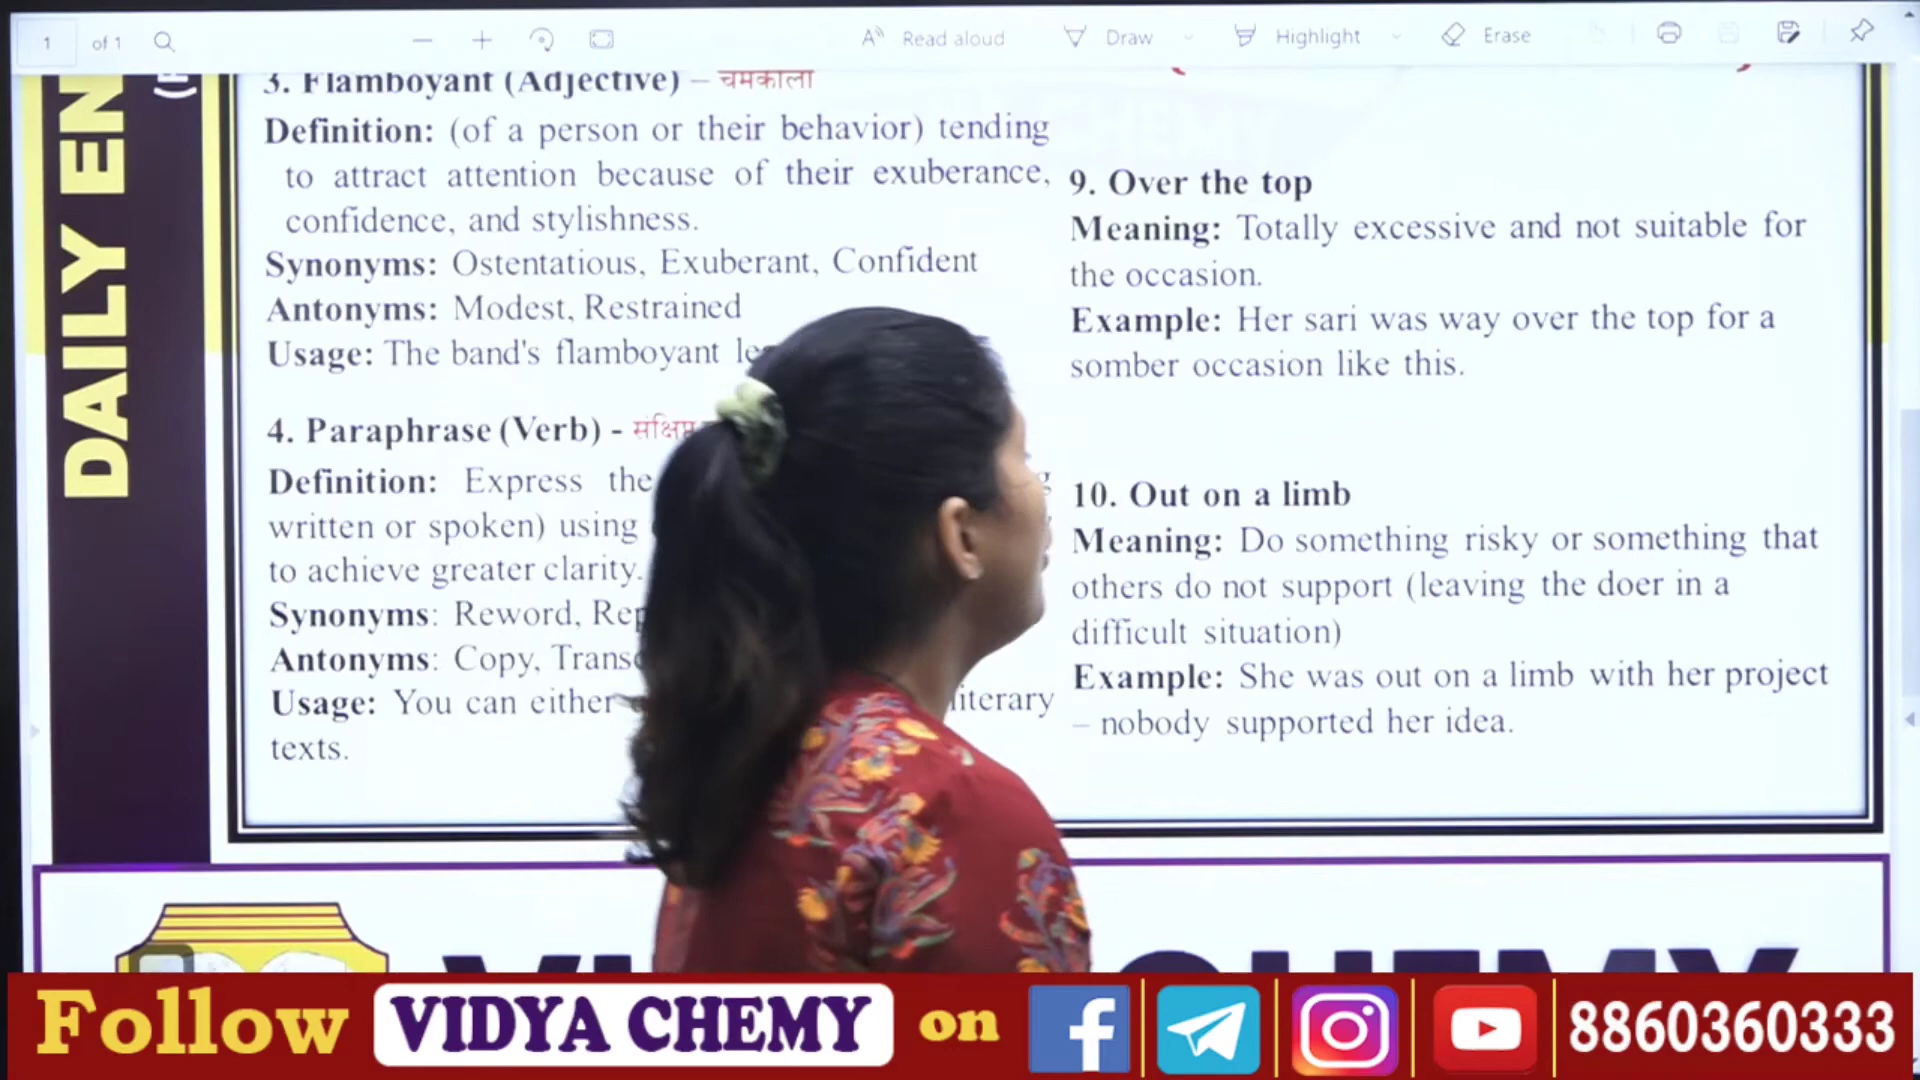 1 of 1
Read aloud
Draw
Highlight
Erase
DAILY EN
3. Flamboyant (Adjective) – चमकीला
Definition: (of a person or their behavior) tending
to attract attention because of their exuberance,
confidence, and stylishness.
Synonyms: Ostentatious, Exuberant, Confident
Antonyms: Modest, Restrained
Usage: The band's flamboyant
4. Paraphrase (Verb) -
Definition: Express the
written or spoken) using
to achieve greater clarity.
Synonyms: Reword,
Antonyms: Copy,
Usage: You can either literary
texts.
9. Over the top
Meaning: Totally excessive and not suitable for
the occasion.
Example: Her sari was way over the top for a
somber occasion like this.
10. Out on a limb
Meaning: Do something risky or something that
others do not support (leaving the doer in a
difficult situation)
Example: She was out on a limb with her project
– nobody supported her idea.
Follow VIDYA CHEMY on 8860360333